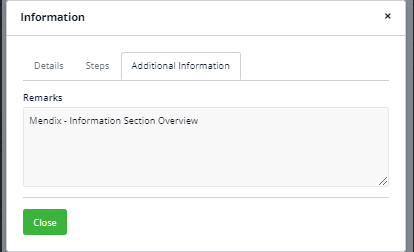 Information ×
Details Steps Additional Information
Remarks
Mendix - Information Section Overview
Close